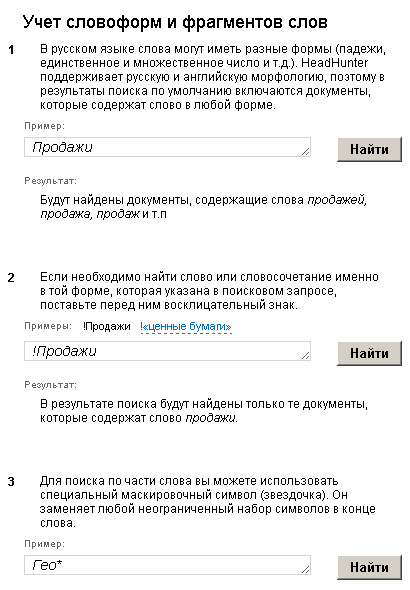 Учет словоформ и фрагментов слов
1 В русском языке слова могут иметь разные формы (падежи,
единственное и множественное число и т.д.). HeadHunter
поддерживает русскую и английскую морфологию, поэтому в
результаты поиска по умолчанию включаются документы,
которые содержат слово в любой форме.
Пример:
Продажи Найти
Результат:
Будут найдены документы, содержащие слова продажей,
продажа, продаж и т.п
2 Если необходимо найти слово или словосочетание именно
в той форме, которая указана в поисковом запросе,
поставьте перед ним восклицательный знак.
Примеры: !Продажи !«ценные бумаги»
!Продажи Найти
Результат:
В результате поиска будут найдены только те документы,
которые содержат слово продажи.
3 Для поиска по части слова вы можете использовать
специальный маскировочный символ (звездочка). Он
заменяет любой неограниченный набор символов в конце
слова.
Пример:
Гео* Найти